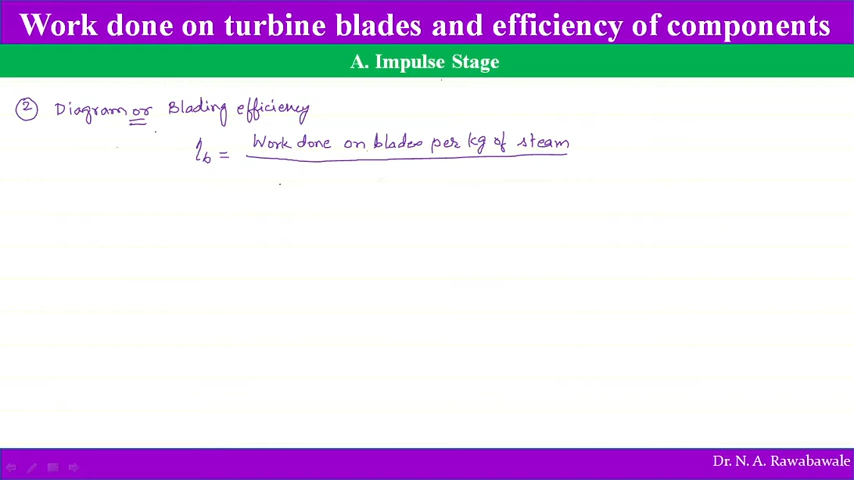 Work done on turbine blades and efficiency of components
A. Impulse Stage
② Diagram or Blading efficiency
η_b = Work done on blades per kg of steam
Dr. N. A. Rawabawale